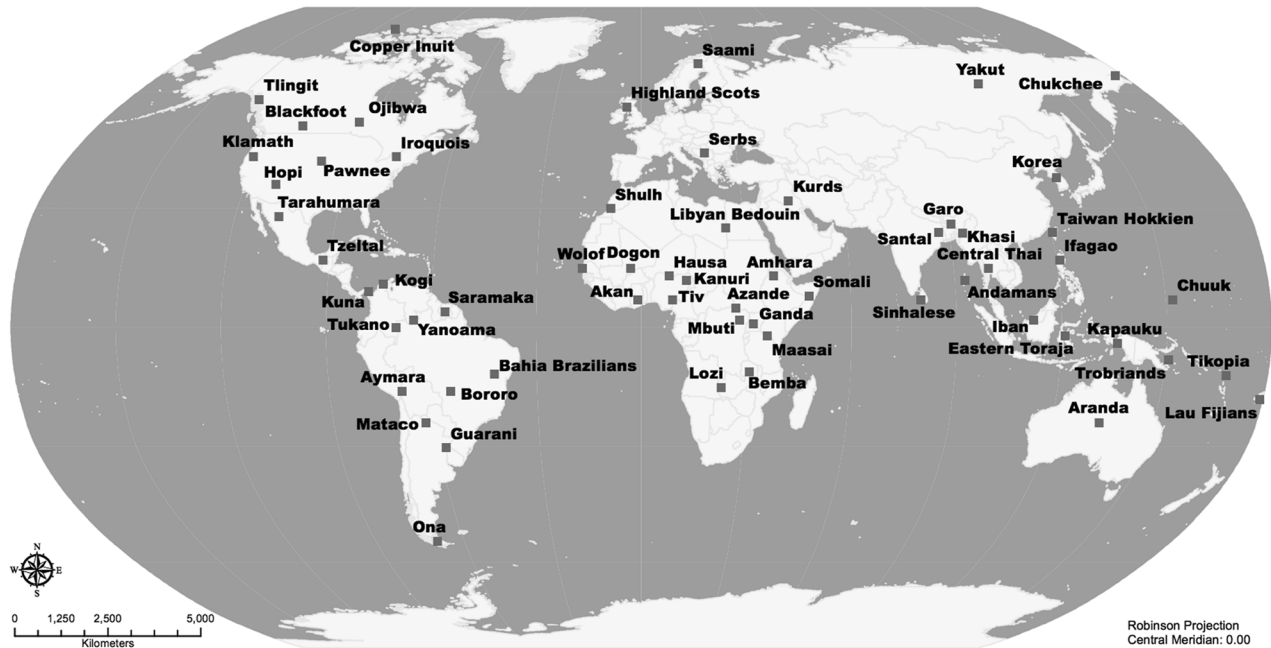 Copper Inuit
Saami
Yakut
Chukchee
Tlingit
Highland Scots
Blackfoot
Ojibwa
Klamath
Iroquois
Serbs
Korea
Hopi
Pawnee
Kurds
Shulh
Tarahumara
Libyan Bedouin
Garo
Taiwan Hokkien
Tzeltal
Santal
Khasi
Ifagao
Wolof
Dogon
Hausa
Amhara
Central Thai
Kogi
Kanuri
Somali
Kuna
Saramaka
Akan
Tiv
Azande
Andamans
Chuuk
Sinhalese
Tukano
Yanoama
Mbuti
Ganda
Iban
Kapauku
Maasai
Eastern Toraja
Bahia Brazilians
Tikopia
Aymara
Lozi
Trobriands
Bororo
Bemba
Aranda
Lau Fijians
Mataco
Guarani
Ona
N
W E
S
0 1,250 2,500 5,000
Kilometers
Robinson Projection
Central Meridian: 0.00